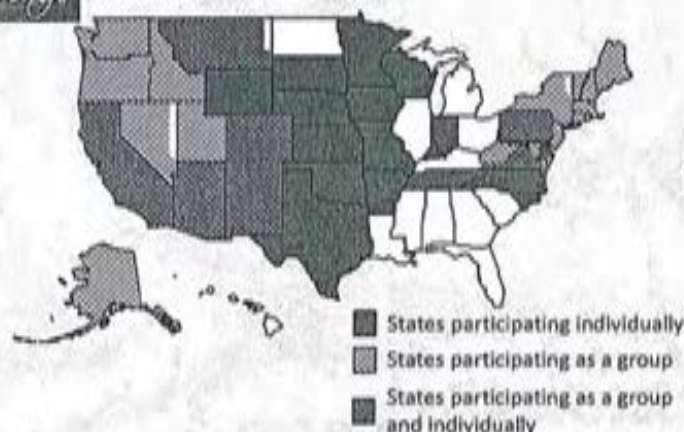 States participating individually
States participating as a group
States participating as a group
and individually